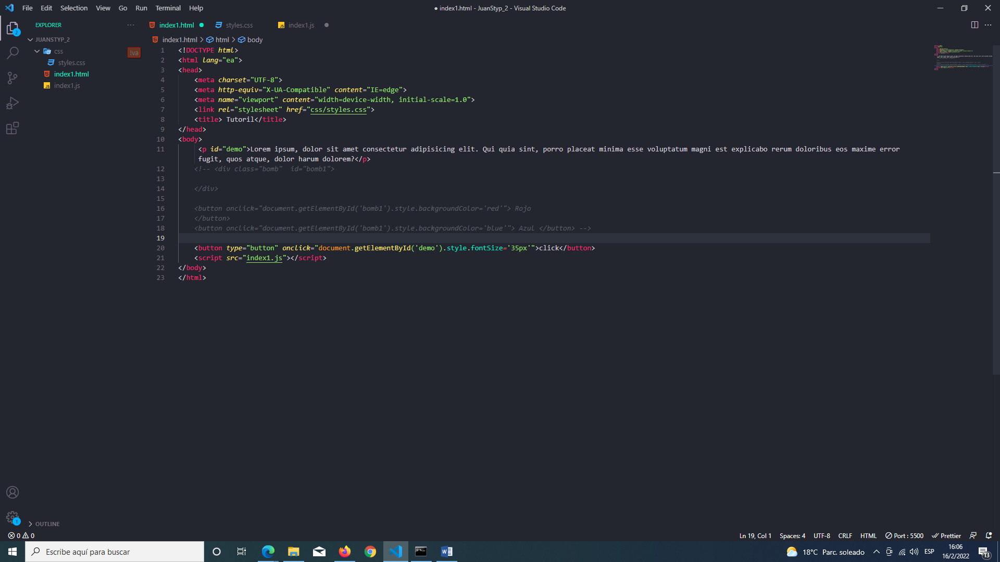 File Edit Selection View Go Run Terminal Help
● index1.html - JuanStyp_2 - Visual Studio Code
EXPLORER
index1.html
styles.css
index1.js
JUANSTYP_2
css
!va
styles.css
index1.html
index1.js
index1.html > html > body
1 <!DOCTYPE html>
2 <html lang="ea">
3 <head>
4 <meta charset="UTF-8">
5 <meta http-equiv="X-UA-Compatible" content="IE=edge">
6 <meta name="viewport" content="width=device-width, initial-scale=1.0">
7 <link rel="stylesheet" href="css/styles.css">
8 <title> Tutoril</title>
9 </head>
10 <body>
11 <p id="demo">Lorem ipsum, dolor sit amet consectetur adipisicing elit. Qui quia sint, porro placeat minima esse voluptatum magni est explicabo rerum doloribus eos maxime error
fugit, quos atque, dolor harum dolorem?</p>
12 <!-- <div class="bomb"  id="bomb1">
13
14 </div>
15
16 <button onclick="document.getElementById('bomb1').style.backgroundColor='red'"> Rojo
17 </button>
18 <button onclick="document.getElementById('bomb1').style.backgroundColor='blue'"> Azul </button> -->
19
20 <button type="button" onclick="document.getElementById('demo').style.fontSize='35px'">click</button>
21 <script src="index1.js"></script>
22 </body>
23 </html>
2
1
OUTLINE
0 0
Ln 19, Col 1 Spaces: 4 UTF-8 CRLF HTML Port : 5500 Prettier
Escribe aquí para buscar
18°C Parc. soleado
ESP
16:06
16/2/2022
13